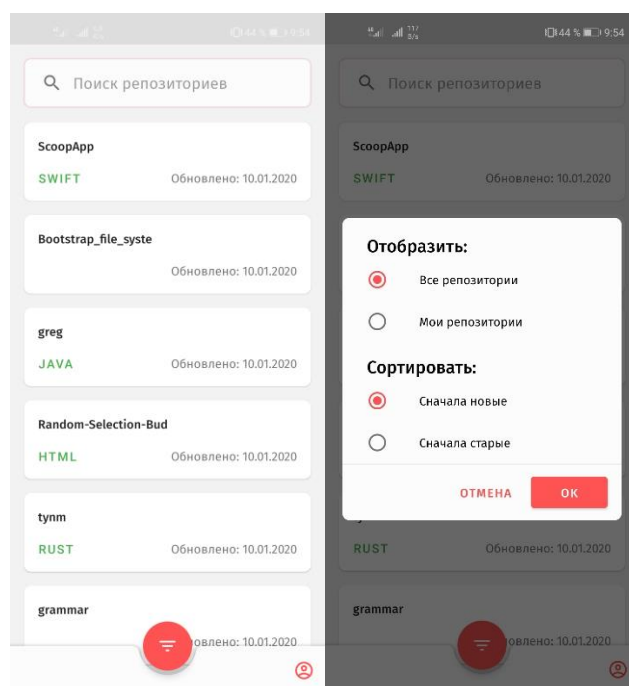 44 % 9:54
Поиск репозиториев
ScoopApp
SWIFT Обновлено: 10.01.2020
Bootstrap_file_syste
Обновлено: 10.01.2020
greg
JAVA Обновлено: 10.01.2020
Random-Selection-Bud
HTML Обновлено: 10.01.2020
tynm
RUST Обновлено: 10.01.2020
grammar
овлено: 10.01.2020
117
B/s
44 % 9:54
Поиск репозиториев
ScoopApp
SWIFT Обновлено: 10.01.2020
Отобразить:
Все репозитории
Мои репозитории
Сортировать:
Сначала новые
Сначала старые
ОТМЕНА ОК
RUST Обновлено: 10.01.2020
grammar
овлено: 10.01.2020